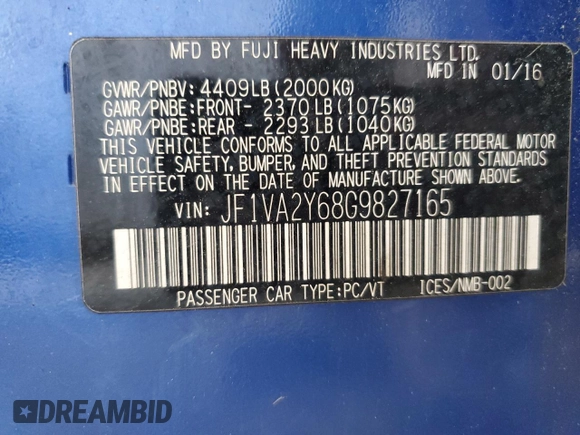 MFD BY FUJI HEAVY INDUSTRIES LTD.
MFD IN 01/16
GVWR/PNBV: 4409LB(2000KG)
GAWR/PNBE:FRONT- 2370LB(1075KG)
GAWR/PNBE:REAR - 2293LB(1040KG)
THIS VEHICLE CONFORMS TO ALL APPLICABLE FEDERAL MOTOR
VEHICLE SAFETY, BUMPER, AND THEFT PREVENTION STANDARDS
IN EFFECT ON THE DATE OF MANUFACTURE SHOWN ABOVE.
VIN: JF1VA2Y68G9827165
PASSENGER CAR TYPE:PC/VT ICES/NMB-002
DREAMBID